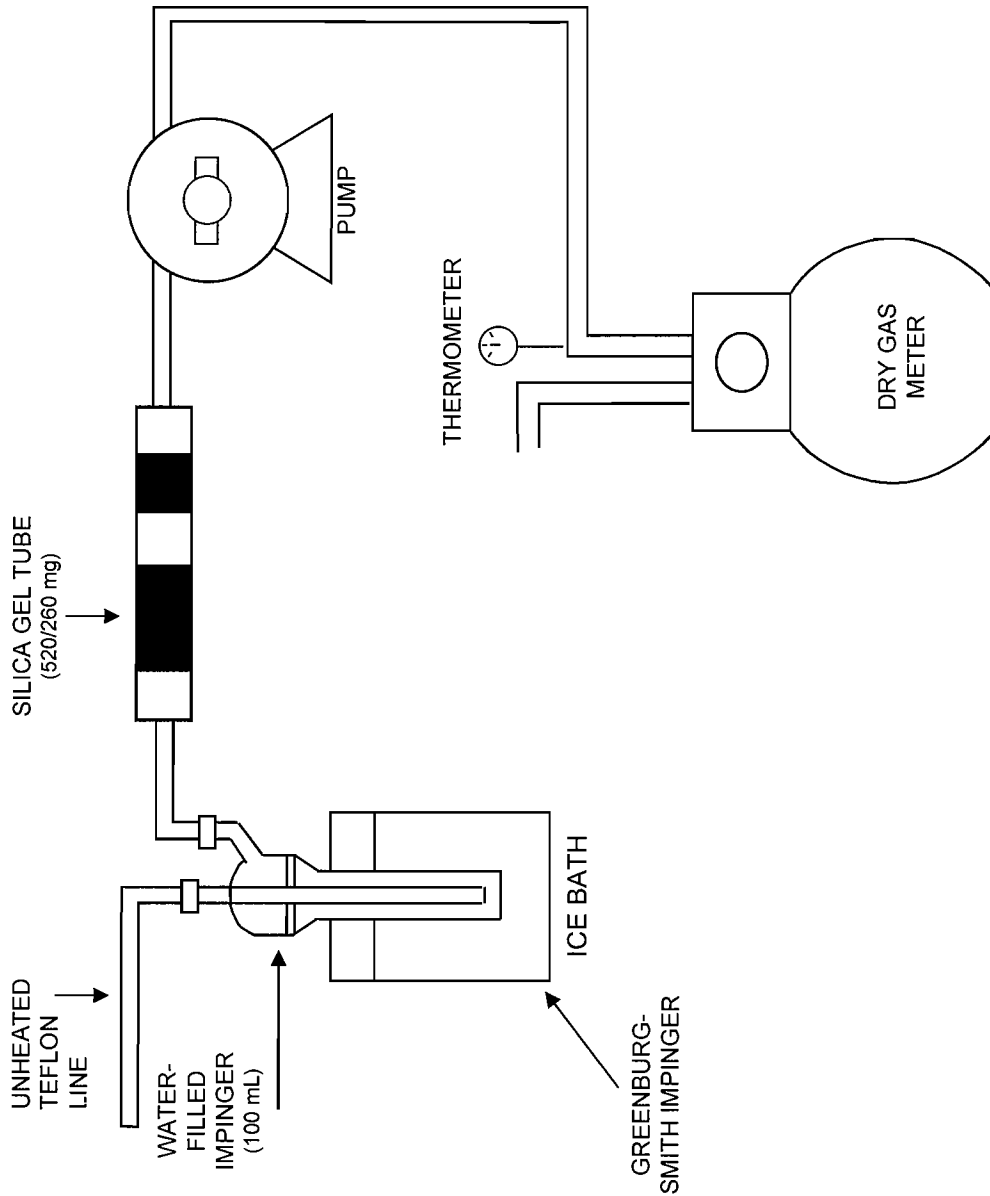 UNHEATED
TEFLON
LINE
WATER-
FILLED
IMPINGER
(100 mL)
GREENBURG-
SMITH IMPINGER
ICE BATH
SILICA GEL TUBE
(520/260 mg)
PUMP
THERMOMETER
DRY GAS
METER